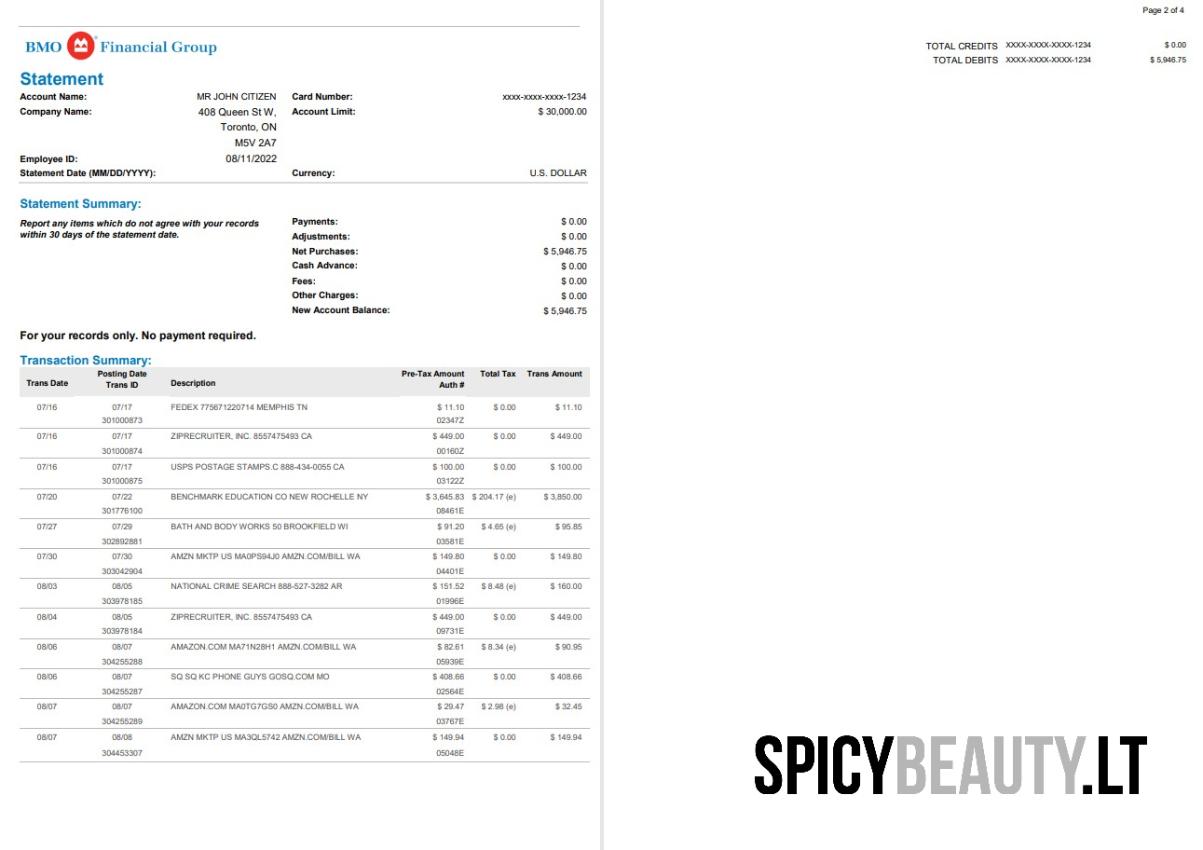 BMO Financial Group
Statement
Account Name: MR JOHN CITIZEN Card Number: xxxx-xxxx-xxxx-1234
Company Name: 408 Queen St W, Account Limit: $ 30,000.00
Toronto, ON
M5V 2A7
Employee ID: 08/11/2022
Statement Date (MM/DD/YYYY): Currency: U.S. DOLLAR
Statement Summary:
Report any items which do not agree with your records
within 30 days of the statement date.
Payments: $ 0.00
Adjustments: $ 0.00
Net Purchases: $ 5,946.75
Cash Advance: $ 0.00
Fees: $ 0.00
Other Charges: $ 0.00
New Account Balance: $ 5,946.75
For your records only. No payment required.
Transaction Summary:
Trans Date Posting Date Description Pre-Tax Amount Total Tax Trans Amount
Trans ID Auth #
07/16 07/17 FEDEX 775671220714 MEMPHIS TN $ 11.10 $ 0.00 $ 11.10
301000873 02347Z
07/16 07/17 ZIPRECRUITER, INC. 8557475493 CA $ 449.00 $ 0.00 $ 449.00
301000874 00160Z
07/16 07/17 USPS POSTAGE STAMPS.C 888-434-0055 CA $ 100.00 $ 0.00 $ 100.00
301000875 03122Z
07/20 07/22 BENCHMARK EDUCATION CO NEW ROCHELLE NY $ 3,645.83 $ 204.17 (e) $ 3,850.00
301776100 08461E
07/27 07/29 BATH AND BODY WORKS 50 BROOKFIELD WI $ 91.20 $ 4.65 (e) $ 95.85
302892881 03581E
07/30 07/30 AMZN MKTP US MA0PS94J0 AMZN.COM/BILL WA $ 149.80 $ 0.00 $ 149.80
303042904 04401E
08/03 08/05 NATIONAL CRIME SEARCH 888-527-3282 AR $ 151.52 $ 8.48 (e) $ 160.00
303978185 01996E
08/04 08/05 ZIPRECRUITER, INC. 8557475493 CA $ 449.00 $ 0.00 $ 449.00
303978184 09731E
08/06 08/07 AMAZON.COM MA71N28H1 AMZN.COM/BILL WA $ 82.61 $ 8.34 (e) $ 90.95
304255288 05939E
08/06 08/07 SQ SQ KC PHONE GUYS GOSQ.COM MO $ 408.66 $ 0.00 $ 408.66
304255287 02564E
08/07 08/07 AMAZON.COM MA0TG7GS0 AMZN.COM/BILL WA $ 29.47 $ 2.98 (e) $ 32.45
304255289 03767E
08/07 08/08 AMZN MKTP US MA3QL5742 AMZN.COM/BILL WA $ 149.94 $ 0.00 $ 149.94
304453307 05048E
Page 2 of 4
TOTAL CREDITS XXXX-XXXX-XXXX-1234 $ 0.00
TOTAL DEBITS XXXX-XXXX-XXXX-1234 $ 5,946.75
SPICYBEAUTY.LT